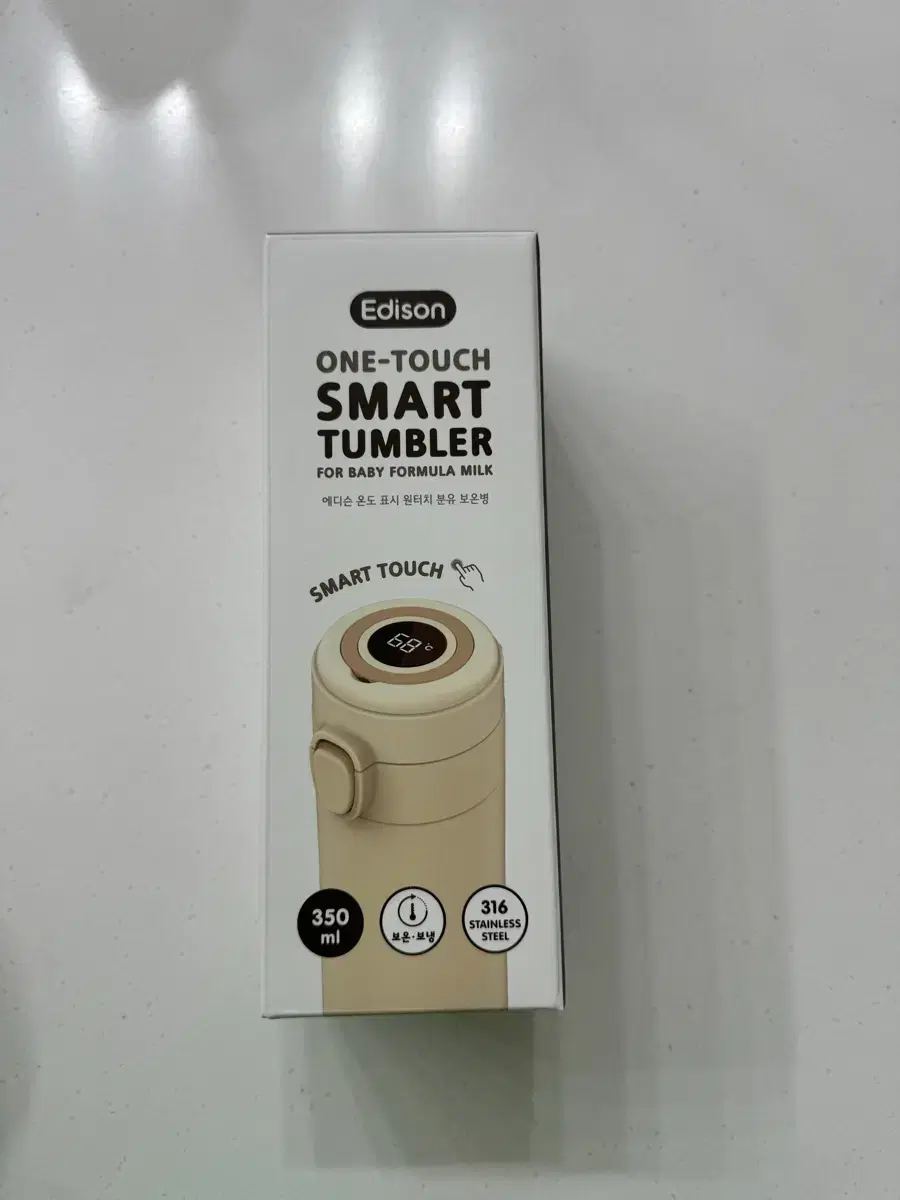 Edison
ONE-TOUCH
SMART
TUMBLER
FOR BABY FORMULA MILK
에디슨 온도 표시 원터치 분유 보온병
SMART TOUCH
68 °C
350
ml
보온·보냉
316
STAINLESS
STEEL